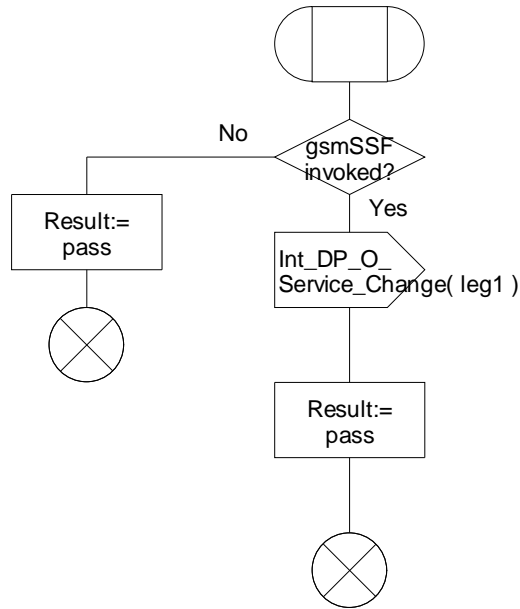 gsmSSF
invoked?
No
Yes
Result:=
pass
Int_DP_O_
Service_Change( leg1 )
Result:=
pass